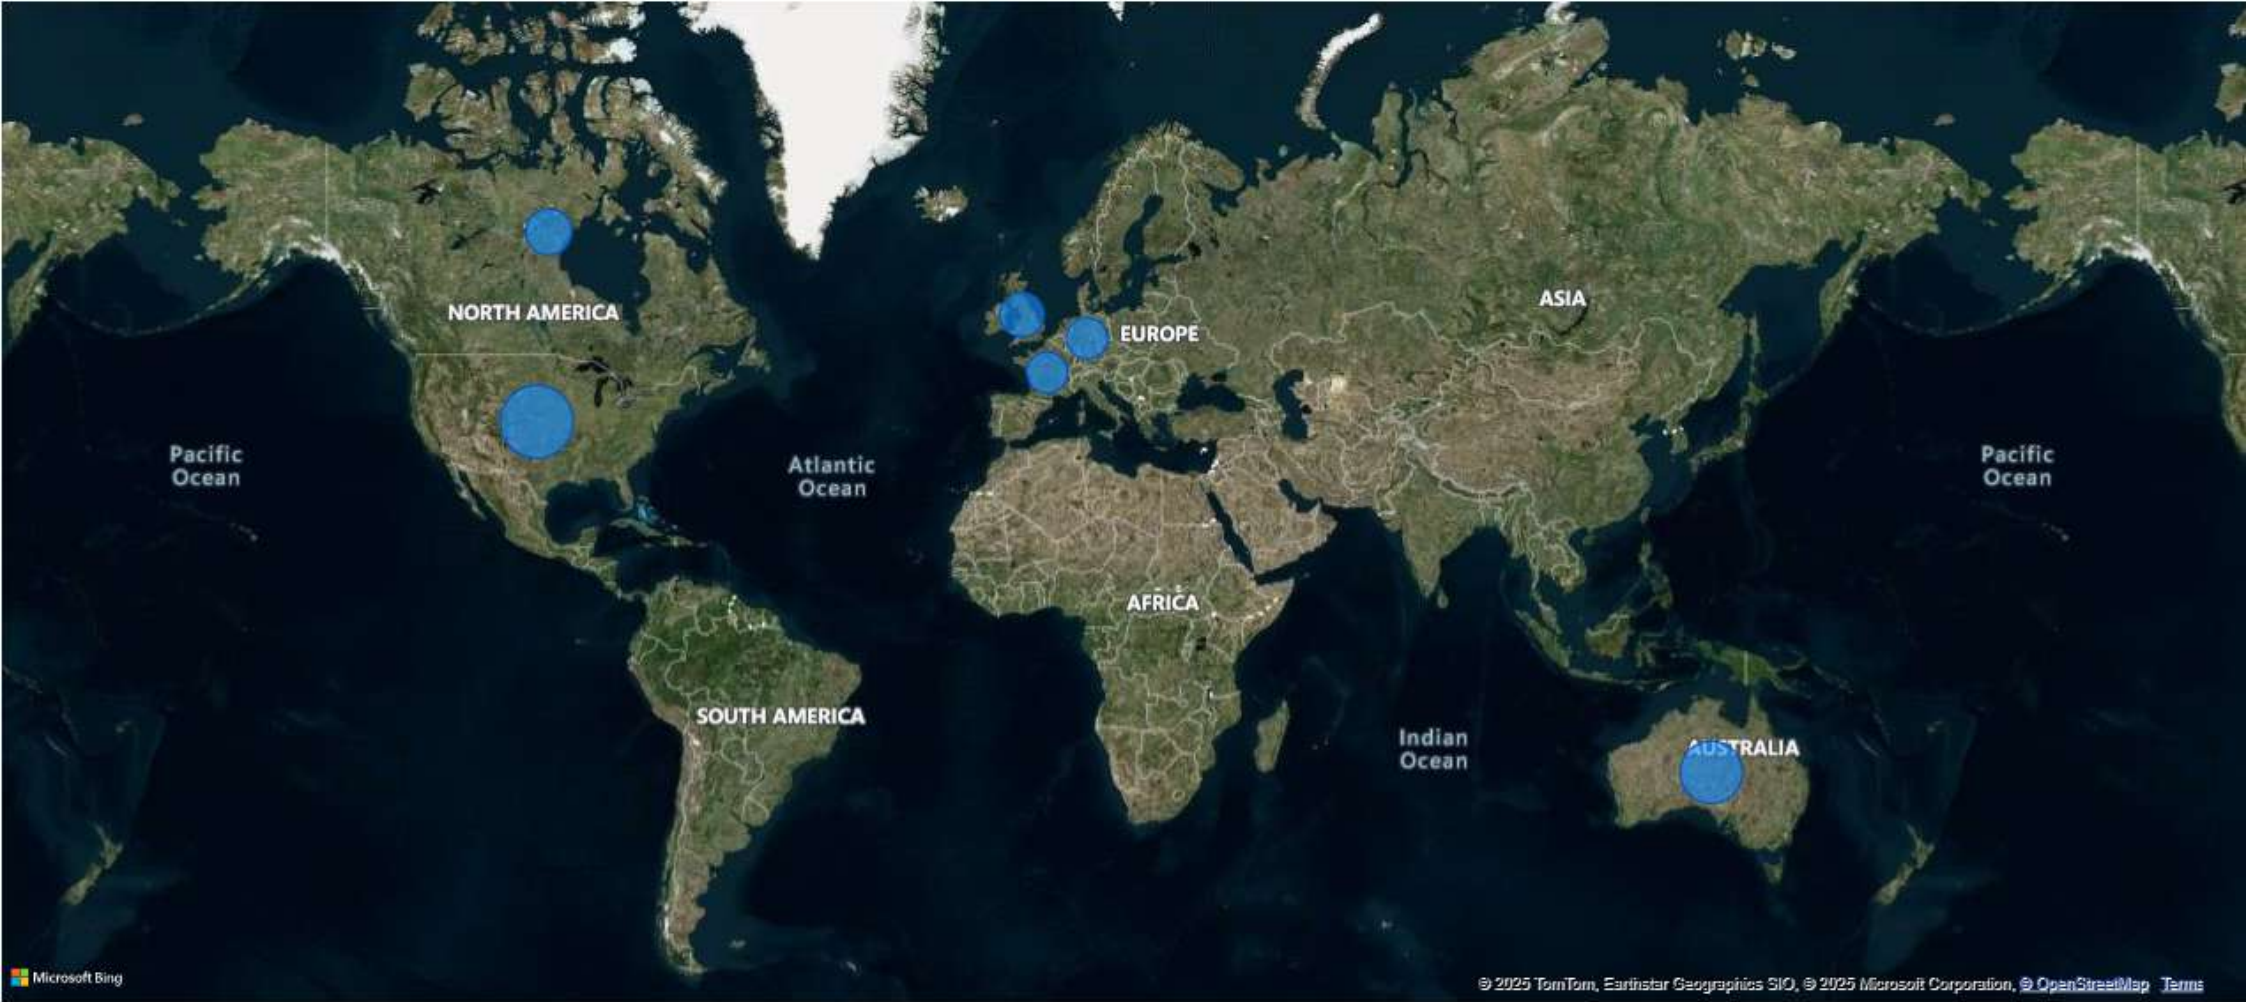 ASIA
NORTH AMERICA
EUROPE
Pacific
Ocean
Atlantic
Ocean
Pacific
Ocean
AFRICA
SOUTH AMERICA
Indian
Ocean
AUSTRALIA
Microsoft Bing
© 2025 TomTom, Earthstar Geographics SIO, © 2025 Microsoft Corporation, © OpenStreetMap Terms